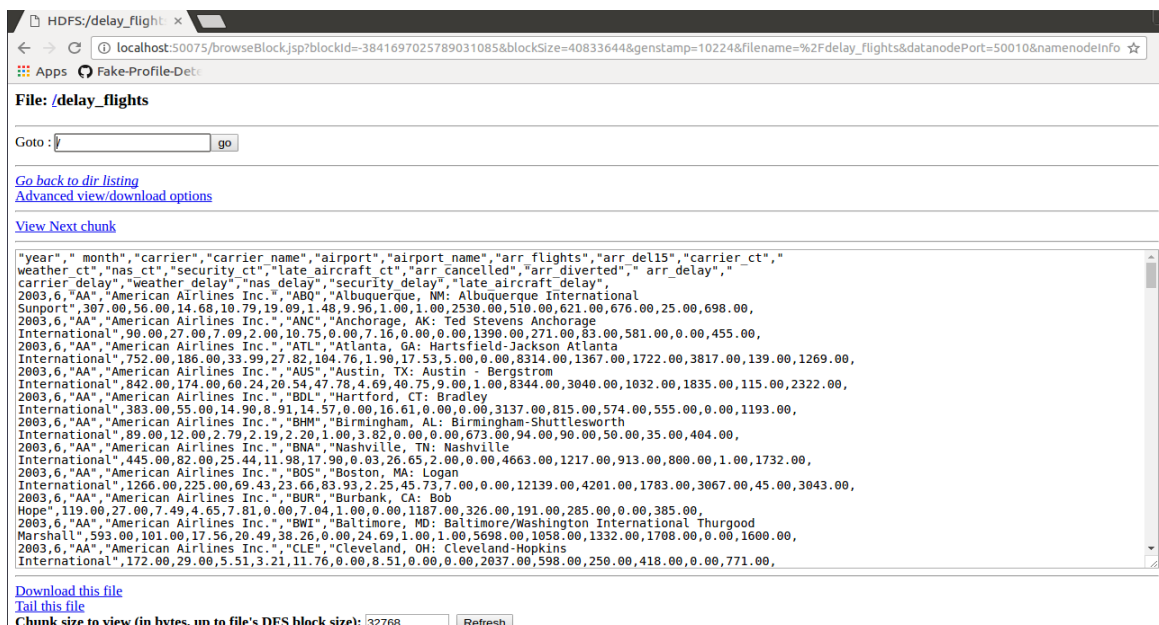 HDFS:/delay_flight
localhost:50075/browseBlock.jsp?blockId=-3841697025789031085&blockSize=40833644&genstamp=10224&filename=%2Fdelay_flights&datanodePort=50010&namenodeInfo
Apps Fake-Profile-Dete
File: /delay_flights
Goto : / go
Go back to dir listing
Advanced view/download options
View Next chunk
"year"," month","carrier","carrier_name","airport","airport_name","arr_flights","arr_del15","carrier_ct","
weather_ct","nas_ct","security_ct","late_aircraft_ct","arr_cancelled","arr_diverted"," arr_delay","
carrier_delay","weather_delay","nas_delay","security_delay","late_aircraft_delay",
2003,6,"AA","American Airlines Inc.","ABQ","Albuquerque, NM: Albuquerque International
Sunport",307.00,56.00,14.68,10.79,19.09,1.48,9.96,1.00,1.00,2530.00,510.00,621.00,676.00,25.00,698.00,
2003,6,"AA","American Airlines Inc.","ANC","Anchorage, AK: Ted Stevens Anchorage
International",90.00,27.00,7.09,2.00,10.75,0.00,7.16,0.00,0.00,1390.00,271.00,83.00,581.00,0.00,455.00,
2003,6,"AA","American Airlines Inc.","ATL","Atlanta, GA: Hartsfield-Jackson Atlanta
International",752.00,186.00,33.99,27.82,104.76,1.90,17.53,5.00,0.00,8314.00,1367.00,1722.00,3817.00,139.00,1269.00,
2003,6,"AA","American Airlines Inc.","AUS","Austin, TX: Austin - Bergstrom
International",842.00,174.00,60.24,20.54,47.78,4.69,40.75,9.00,1.00,8344.00,3040.00,1032.00,1835.00,115.00,2322.00,
2003,6,"AA","American Airlines Inc.","BDL","Hartford, CT: Bradley
International",383.00,55.00,14.90,8.91,14.57,0.00,16.61,0.00,0.00,3137.00,815.00,574.00,555.00,0.00,1193.00,
2003,6,"AA","American Airlines Inc.","BHM","Birmingham, AL: Birmingham-Shuttlesworth
International",89.00,12.00,2.79,2.19,2.20,1.00,3.82,0.00,0.00,673.00,94.00,90.00,50.00,35.00,404.00,
2003,6,"AA","American Airlines Inc.","BNA","Nashville, TN: Nashville
International",445.00,82.00,25.44,11.98,17.90,0.03,26.65,2.00,0.00,4663.00,1217.00,913.00,800.00,1.00,1732.00,
2003,6,"AA","American Airlines Inc.","BOS","Boston, MA: Logan
International",1266.00,225.00,69.43,23.66,83.93,2.25,45.73,7.00,0.00,12139.00,4201.00,1783.00,3067.00,45.00,3043.00,
2003,6,"AA","American Airlines Inc.","BUR","Burbank, CA: Bob
Hope",119.00,27.00,7.49,4.65,7.81,0.00,7.04,1.00,0.00,1187.00,326.00,191.00,285.00,0.00,385.00,
2003,6,"AA","American Airlines Inc.","BWI","Baltimore, MD: Baltimore/Washington International Thurgood
Marshall",593.00,101.00,17.56,20.49,38.26,0.00,24.69,1.00,1.00,5698.00,1058.00,1332.00,1708.00,0.00,1600.00,
2003,6,"AA","American Airlines Inc.","CLE","Cleveland, OH: Cleveland-Hopkins
International",172.00,29.00,5.51,3.21,11.76,0.00,8.51,0.00,0.00,2037.00,598.00,250.00,418.00,0.00,771.00,
Download this file
Tail this file
Chunk size to view (in bytes, up to file's DFS block size): 32768 Refresh